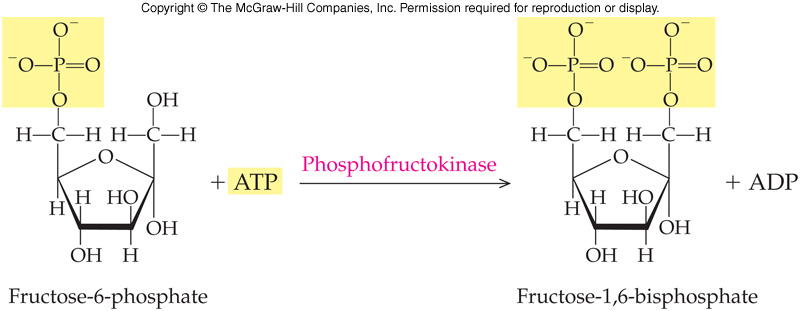 Copyright © The McGraw-Hill Companies, Inc. Permission required for reproduction or display.
O⁻ O⁻ O⁻
⁻O—P=O ⁻O—P=O ⁻O—P=O
O OH O O
H—C—H H—C—H H—C—H H—C—H
O + ATP Phosphofructokinase O + ADP
H H HO OH H H HO OH
OH H OH H
Fructose-6-phosphate Fructose-1,6-bisphosphate